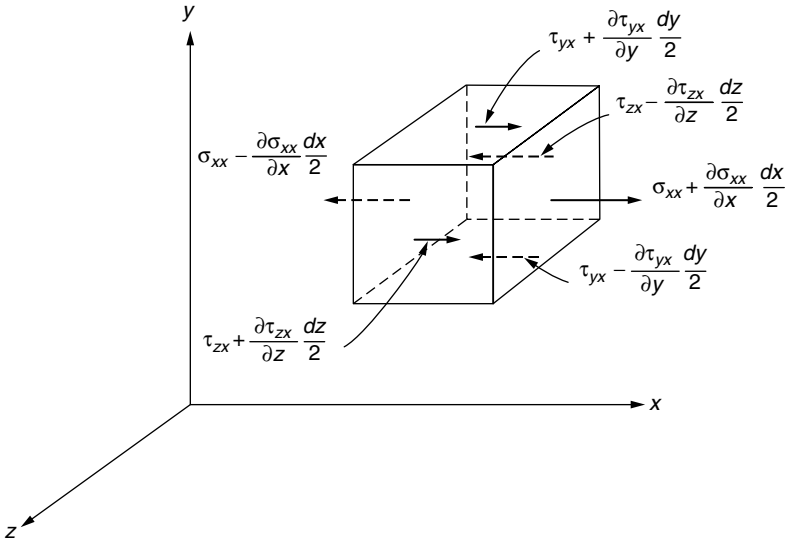 y
τyx + ∂τyx/∂y dy/2
τzx − ∂τzx/∂z dz/2
σxx − ∂σxx/∂x dx/2
σxx + ∂σxx/∂x dx/2
τyx − ∂τyx/∂y dy/2
τzx + ∂τzx/∂z dz/2
x
z